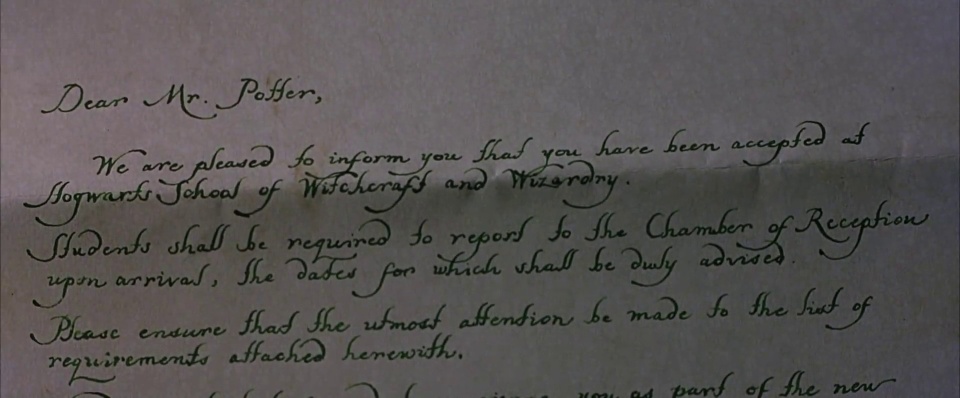 Dear Mr. Potter,
We are pleased to inform you that you have been accepted at
Hogwarts School of Witchcraft and Wizardry.
Students shall be required to report to the Chamber of Reception
upon arrival, the dates for which shall be duly advised.
Please ensure that the utmost attention be made to the list of
requirements attached herewith.
you as part of the new